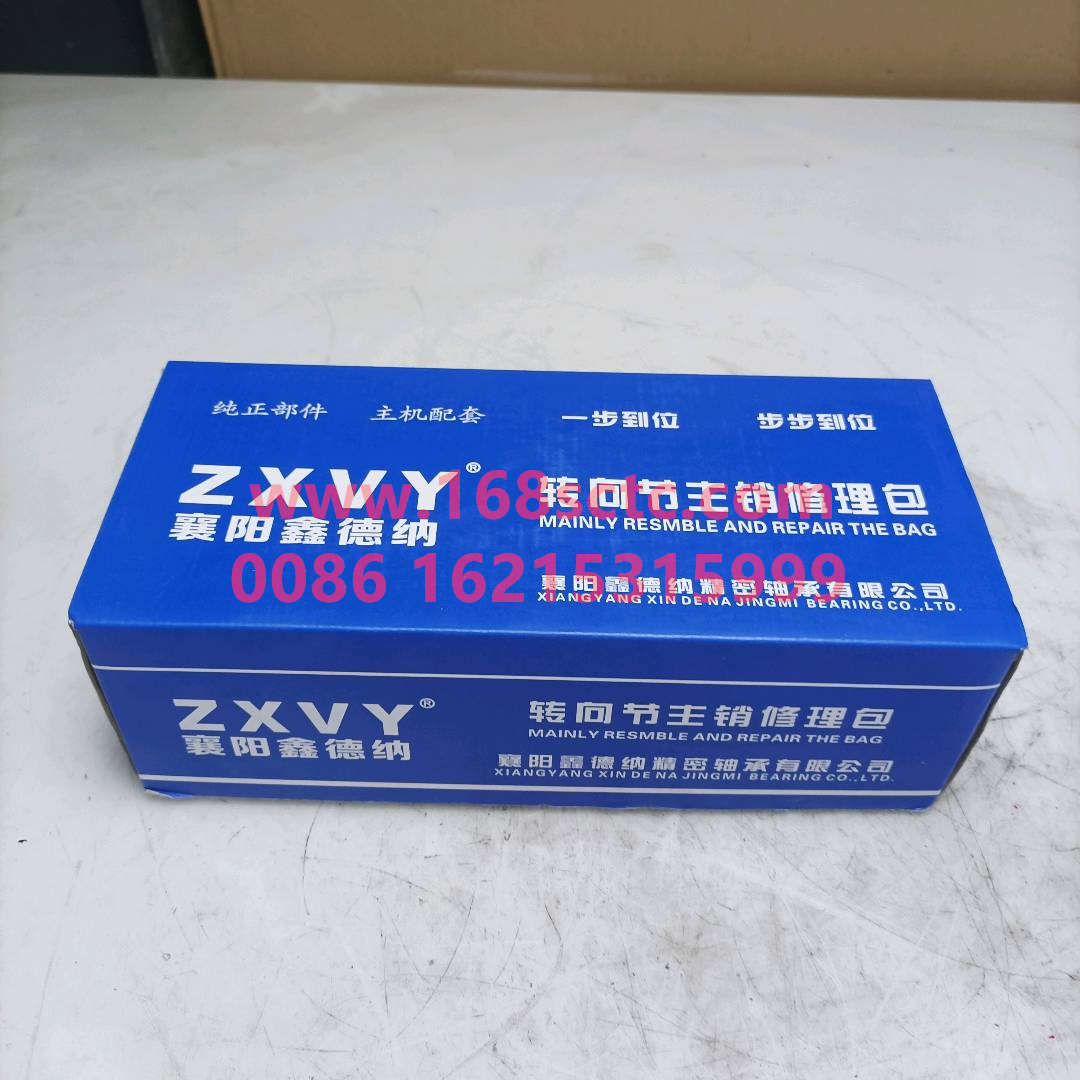 纯正部件 主机配套 一步到位 步步到位
ZXVY®
襄阳鑫德纳
转向节主销修理包
MAINLY RESMBLE AND REPAIR THE BAG
襄阳鑫德纳精密轴承有限公司
XIANGYANG XIN DE NA JINGMI BEARING CO.,LTD.
www.168sctc.com
0086 16215315999
ZXVY®
襄阳鑫德纳
转向节主销修理包
MAINLY RESMBLE AND REPAIR THE BAG
襄阳鑫德纳精密轴承有限公司
XIANGYANG XIN DE NA JINGMI BEARING CO.,LTD.